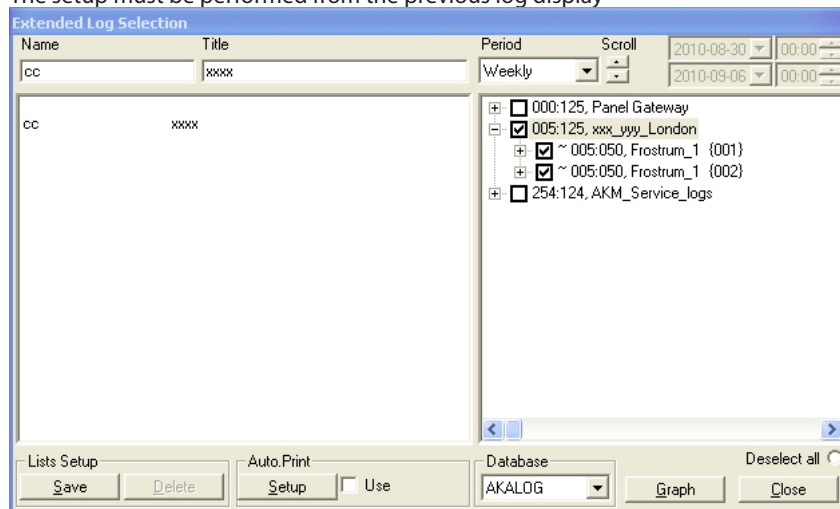 The setup must be performed from the previous log display
Extended Log Selection
Name Title Period Scroll
cc xxxx Weekly
2010-08-30 00:00
2010-09-06 00:00
cc xxxx
000:125, Panel Gateway
005:125, xxx_yyy_London
~ 005:050, Frostrum_1 {001}
~ 005:050, Frostrum_1 {002}
254:124, AKM_Service_logs
Lists Setup Auto.Print Database Deselect all
Save Delete Setup Use AKALOG Graph Close